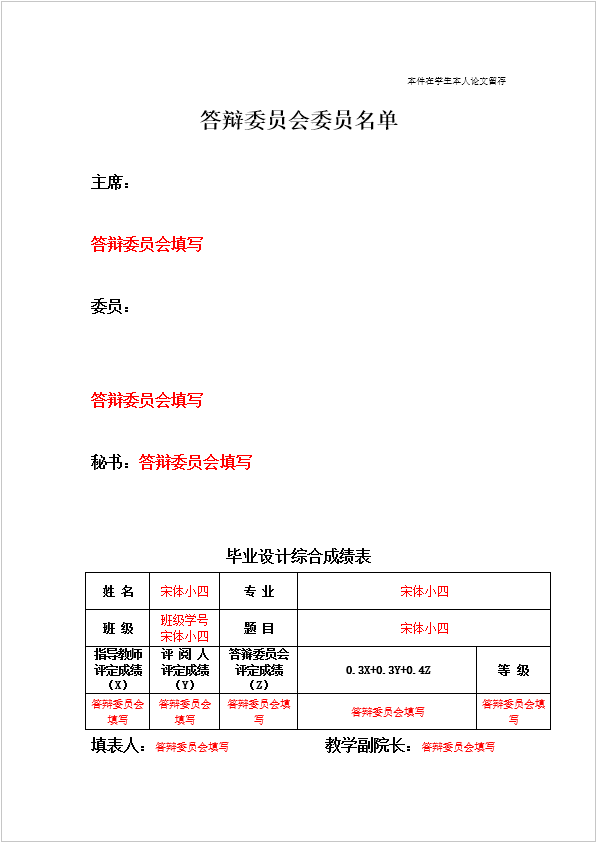 本件在学生本人论文留存
答辩委员会委员名单
主席：
答辩委员会填写
委员：
答辩委员会填写
秘书：答辩委员会填写
毕业设计综合成绩表
姓 名 宋体小四 专 业 宋体小四
班 级 班级学号 宋体小四 题 目 宋体小四
指导教师 评定成绩 （X） 评 阅 人 评定成绩 （Y） 答辩委员会 评定成绩 （Z） 0.3X+0.3Y+0.4Z 等 级
答辩委员会填写 答辩委员会填写 答辩委员会填写 答辩委员会填写 答辩委员会填写
填表人：答辩委员会填写 教学副院长：答辩委员会填写